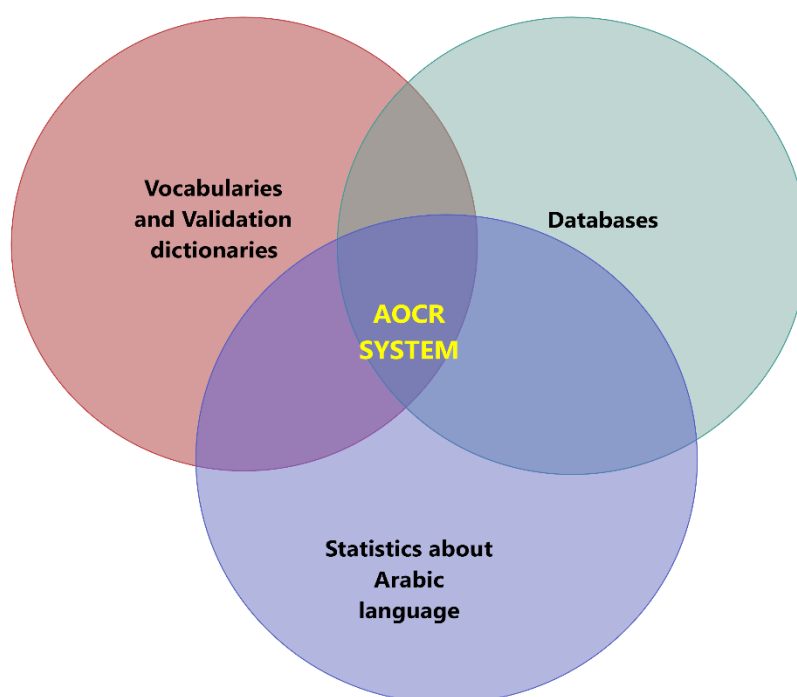 Vocabularies
and Validation
dictionaries
Databases
AOCR
SYSTEM
Statistics about
Arabic
language